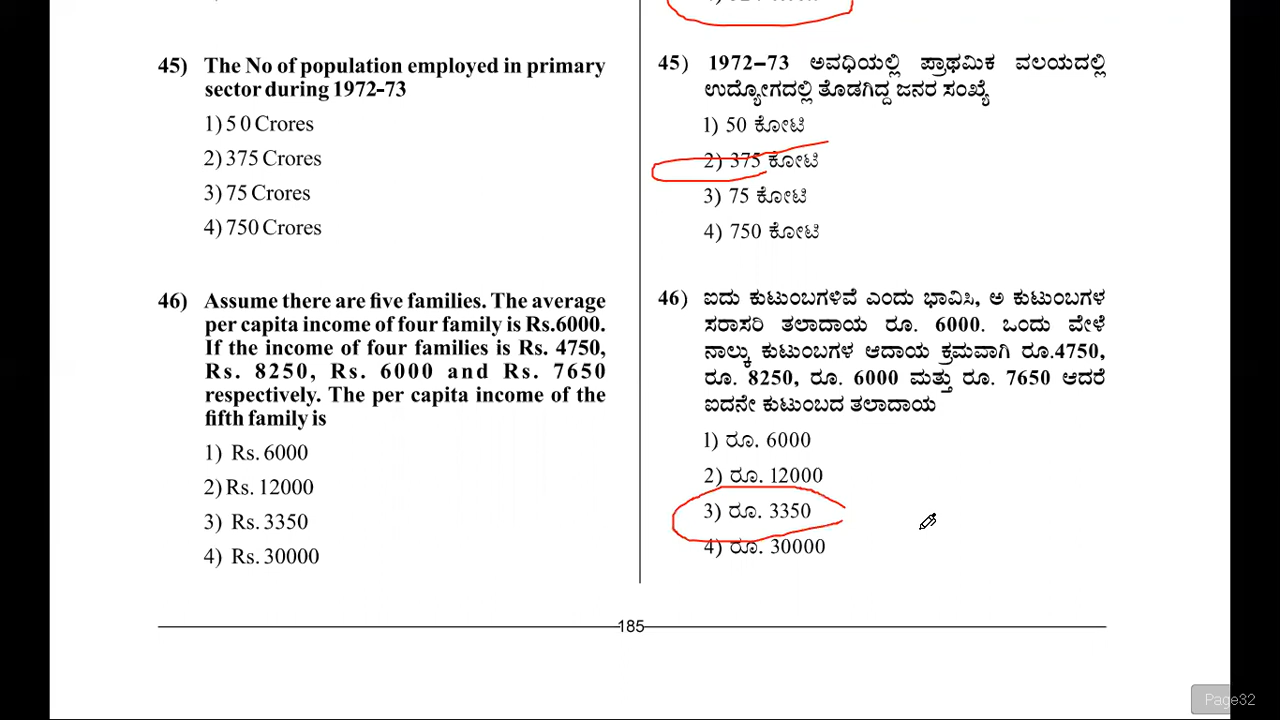 45) The No of population employed in primary
sector during 1972-73
1) 5 0 Crores
2) 375 Crores
3) 75 Crores
4) 750 Crores
46) Assume there are five families. The average
per capita income of four family is Rs.6000.
If the income of four families is Rs. 4750,
Rs. 8250, Rs. 6000 and Rs. 7650
respectively. The per capita income of the
fifth family is
1) Rs. 6000
2) Rs. 12000
3) Rs. 3350
4) Rs. 30000
45) 1972–73 ಅವಧಿಯಲ್ಲಿ ಪ್ರಾಥಮಿಕ ವಲಯದಲ್ಲಿ
ಉದ್ಯೋಗದಲ್ಲಿ ತೊಡಗಿದ್ದ ಜನರ ಸಂಖ್ಯೆ
1) 50 ಕೋಟಿ
2) 375 ಕೋಟಿ
3) 75 ಕೋಟಿ
4) 750 ಕೋಟಿ
46) ಐದು ಕುಟುಂಬಗಳಿವೆ ಎಂದು ಭಾವಿಸಿ, ಅ ಕುಟುಂಬಗಳ
ಸರಾಸರಿ ತಲಾದಾಯ ರೂ. 6000. ಒಂದು ವೇಳೆ
ನಾಲ್ಕು ಕುಟುಂಬಗಳ ಆದಾಯ ಕ್ರಮವಾಗಿ ರೂ.4750,
ರೂ. 8250, ರೂ. 6000 ಮತ್ತು ರೂ. 7650 ಆದರೆ
ಐದನೇ ಕುಟುಂಬದ ತಲಾದಾಯ
1) ರೂ. 6000
2) ರೂ. 12000
3) ರೂ. 3350
4) ರೂ. 30000
185
Page32